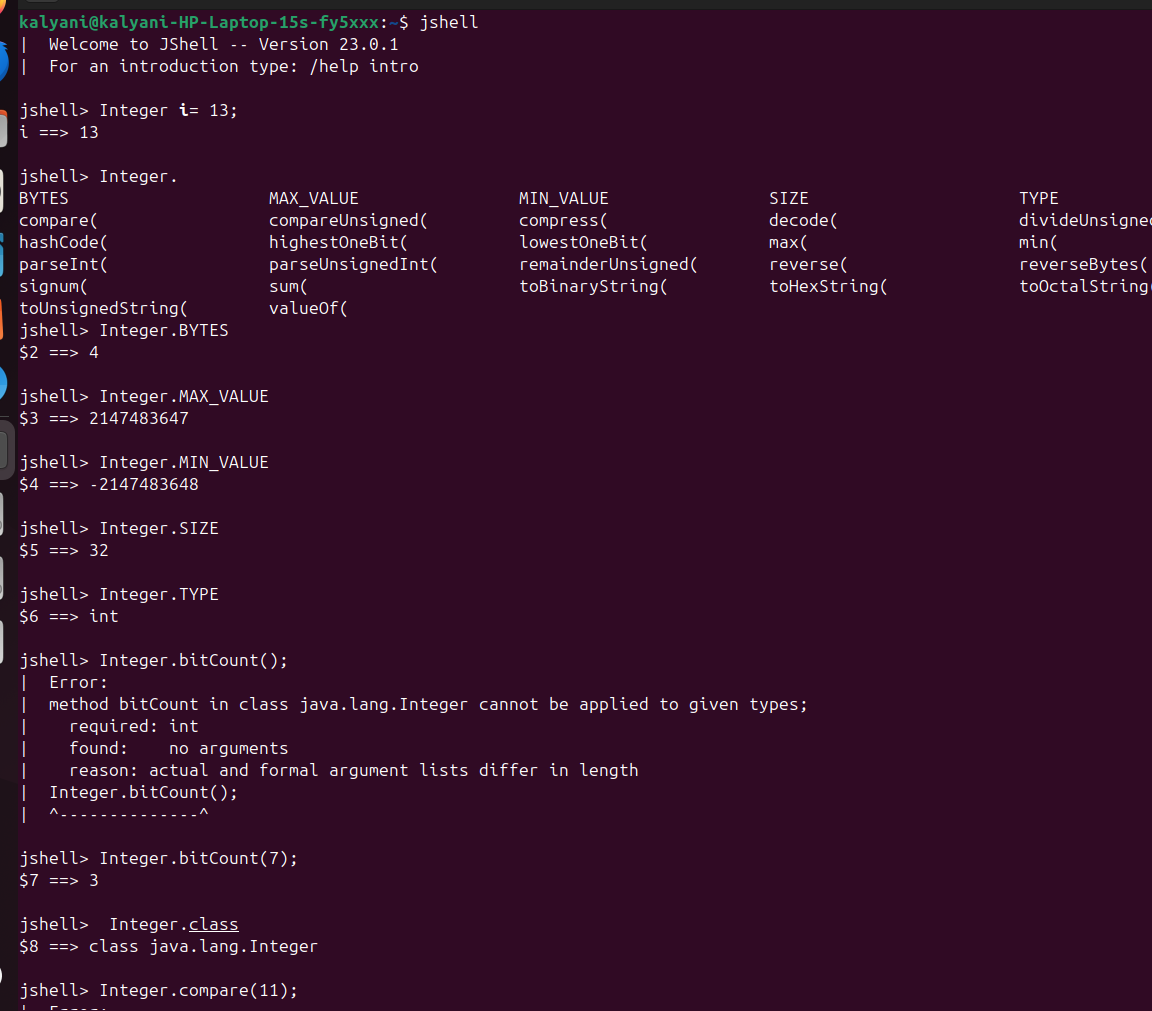 kalyani@kalyani-HP-Laptop-15s-fy5xxx:~$ jshell
|  Welcome to JShell -- Version 23.0.1
|  For an introduction type: /help intro
jshell> Integer i= 13;
i ==> 13
jshell> Integer.
BYTES MAX_VALUE MIN_VALUE SIZE TYPE
compare( compareUnsigned( compress( decode( divideUnsigned
hashCode( highestOneBit( lowestOneBit( max( min(
parseInt( parseUnsignedInt( remainderUnsigned( reverse( reverseBytes(
signum( sum( toBinaryString( toHexString( toOctalString(
toUnsignedString( valueOf(
jshell> Integer.BYTES
$2 ==> 4
jshell> Integer.MAX_VALUE
$3 ==> 2147483647
jshell> Integer.MIN_VALUE
$4 ==> -2147483648
jshell> Integer.SIZE
$5 ==> 32
jshell> Integer.TYPE
$6 ==> int
jshell> Integer.bitCount();
|  Error:
|  method bitCount in class java.lang.Integer cannot be applied to given types;
|    required: int
|    found:    no arguments
|    reason: actual and formal argument lists differ in length
|  Integer.bitCount();
|  ^--------------^
jshell> Integer.bitCount(7);
$7 ==> 3
jshell>  Integer.class
$8 ==> class java.lang.Integer
jshell> Integer.compare(11);